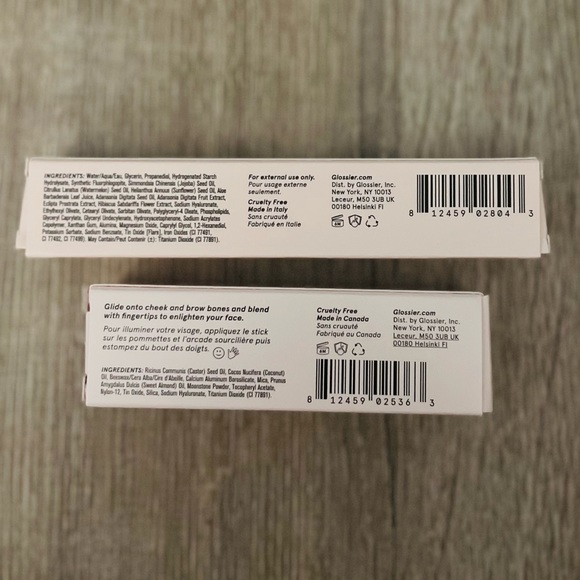 INGREDIENTS: Water/Aqua/Eau, Glycerin, Propanediol, Hydrogenated Starch
Hydrolysate, Synthetic Fluorphlogopite, Simmondsia Chinensis (Jojoba) Seed Oil,
Citrullus Lanatus (Watermelon) Seed Oil, Helianthus Annuus (Sunflower) Seed Oil, Aloe
Barbadensis Leaf Juice, Adansonia Digitata Seed Oil, Adansonia Digitata Fruit Extract,
Eclipta Prostrata Extract, Hibiscus Sabdariffa Flower Extract, Sodium Hyaluronate,
Ethylhexyl Olivate, Cetearyl Olivate, Sorbitan Olivate, Polyglyceryl-4 Oleate, Phospholipids,
Glyceryl Caprylate, Glyceryl Undecylenate, Hydroxyacetophenone, Sodium Acrylates
Copolymer, Xanthan Gum, Alumina, Magnesium Oxide, Caprylyl Glycol, 1,2-Hexanediol,
Potassium Sorbate, Sodium Benzoate, Tin Oxide [Flare], Iron Oxides (CI 77491,
CI 77492, CI 77499). May Contain/Peut Contenir (±): Titanium Dioxide (CI 77891).
For external use only.
Pour usage externe
seulement.
Cruelty Free
Made in Italy
Sans cruauté
Fabriqué en Italie
Glossier.com
Dist. by Glossier, Inc.
New York, NY 10013
Leceur, M50 3UB UK
00180 Helsinki FI
6M
8 12459 02804 3
Glide onto cheek and brow bones and blend
with fingertips to enlighten your face.
Pour illuminer votre visage, appliquez le stick
sur les pommettes et l'arcade sourcilière puis
estompez du bout des doigts.
INGREDIENTS: Ricinus Communis (Castor) Seed Oil, Cocos Nucifera (Coconut)
Oil, Beeswax/Cera Alba/Cire d'Abeille, Calcium Aluminum Borosilicate, Mica, Prunus
Amygdalus Dulcis (Sweet Almond) Oil, Moonstone Powder, Tocopheryl Acetate,
Nylon-12, Tin Oxide, Silica, Sodium Hyaluronate, Titanium Dioxide (CI 77891).
Cruelty Free
Made in Canada
Sans cruauté
Fabriqué au Canada
Glossier.com
Dist. by Glossier, Inc.
New York, NY 10013
Leceur, M50 3UB UK
00180 Helsinki FI
8 12459 02536 3